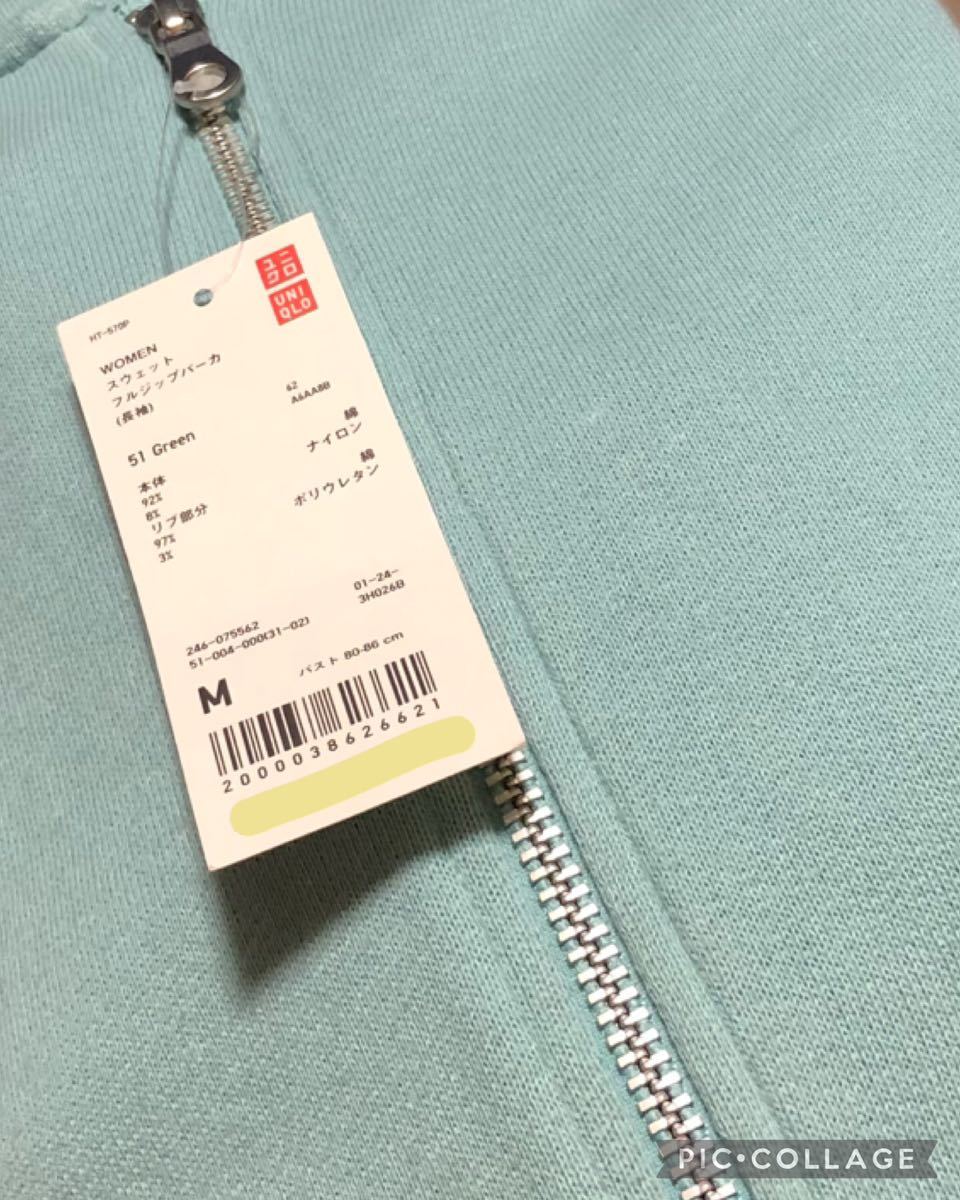 ユニ
クロ
UNI
QLO
HT-570P
WOMEN
スウェット
フルジップパーカ
(長袖)
62
A6AA8B
51 Green
本体
92% 綿
8% ナイロン
リブ部分
97% 綿
3% ポリウレタン
01-24-
3H026B
246-075562
51-004-000(31-02)
M バスト 80-86 cm
2000038626621
PIC•COLLAGE